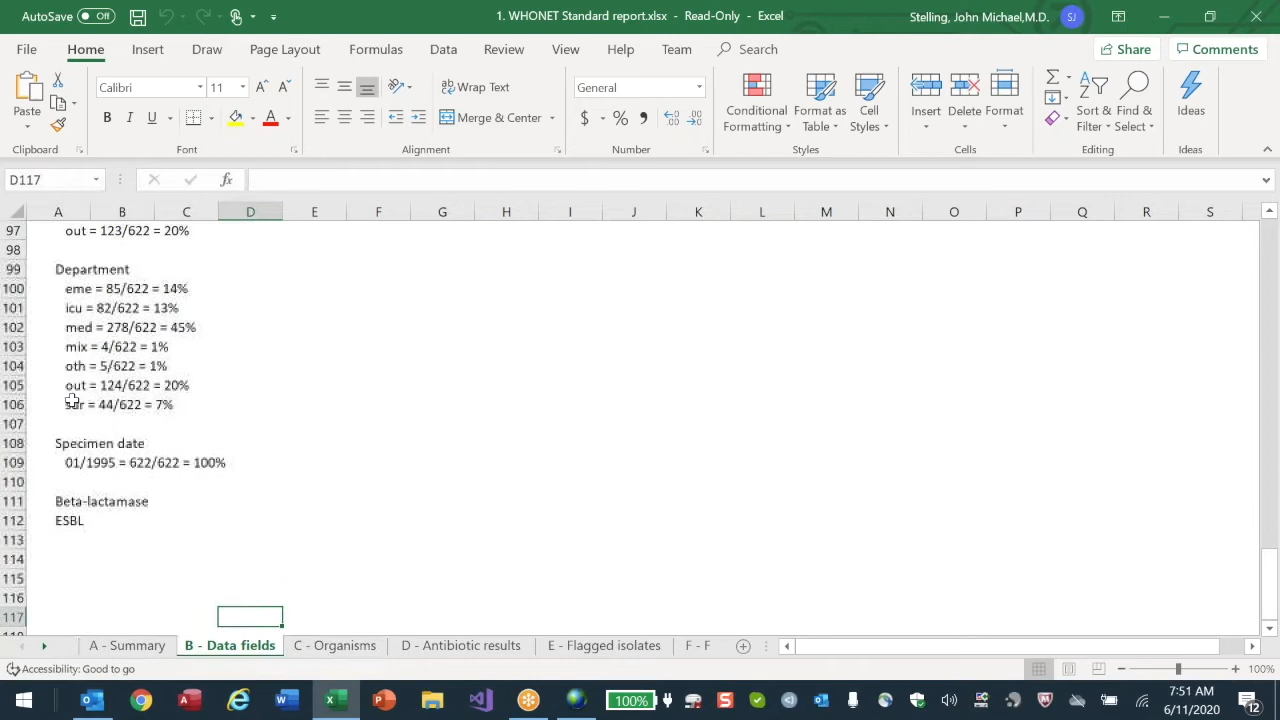 AutoSave Off
1. WHONET Standard report.xlsx - Read-Only - Excel
Stelling, John Michael,M.D. SJ
File Home Insert Draw Page Layout Formulas Data Review View Help Team Search Share Comments
Calibri 11 Wrap Text General
Paste B I U Merge & Center $ % Conditional Formatting Format as Table Cell Styles Insert Delete Format Sort & Filter Find & Select Ideas
Clipboard Font Alignment Number Styles Cells Editing Ideas
D117 fx
A B C D E F G H I J K L M N O P Q R S
97 out = 123/622 = 20%
98
99 Department
100 eme = 85/622 = 14%
101 icu = 82/622 = 13%
102 med = 278/622 = 45%
103 mix = 4/622 = 1%
104 oth = 5/622 = 1%
105 out = 124/622 = 20%
106 sur = 44/622 = 7%
107
108 Specimen date
109 01/1995 = 622/622 = 100%
110
111 Beta-lactamase
112 ESBL
113
114
115
116
117
A - Summary B - Data fields C - Organisms D - Antibiotic results E - Flagged isolates F - F
Accessibility: Good to go 100%
100% 7:51 AM
6/11/2020 12